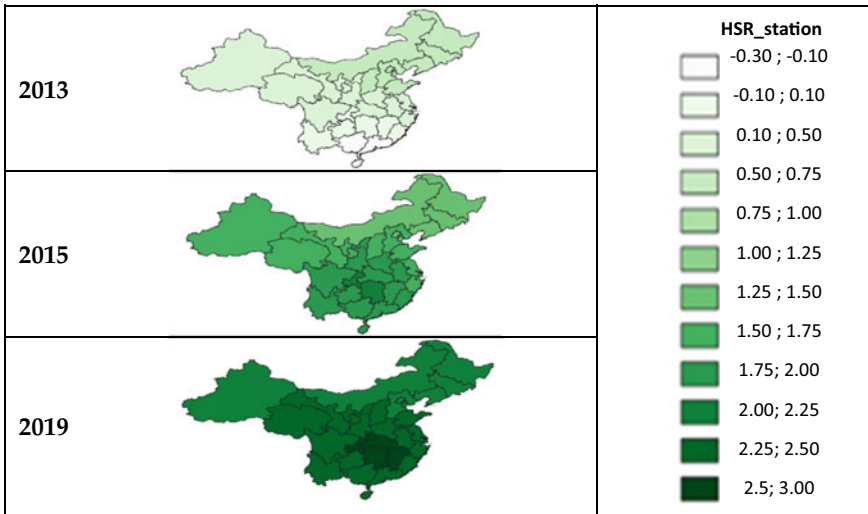 HSR_station
-0.30 ; -0.10
-0.10 ; 0.10
0.10 ; 0.50
0.50 ; 0.75
0.75 ; 1.00
1.00 ; 1.25
1.25 ; 1.50
1.50 ; 1.75
1.75; 2.00
2.00; 2.25
2.25; 2.50
2.5; 3.00
2013
2015
2019